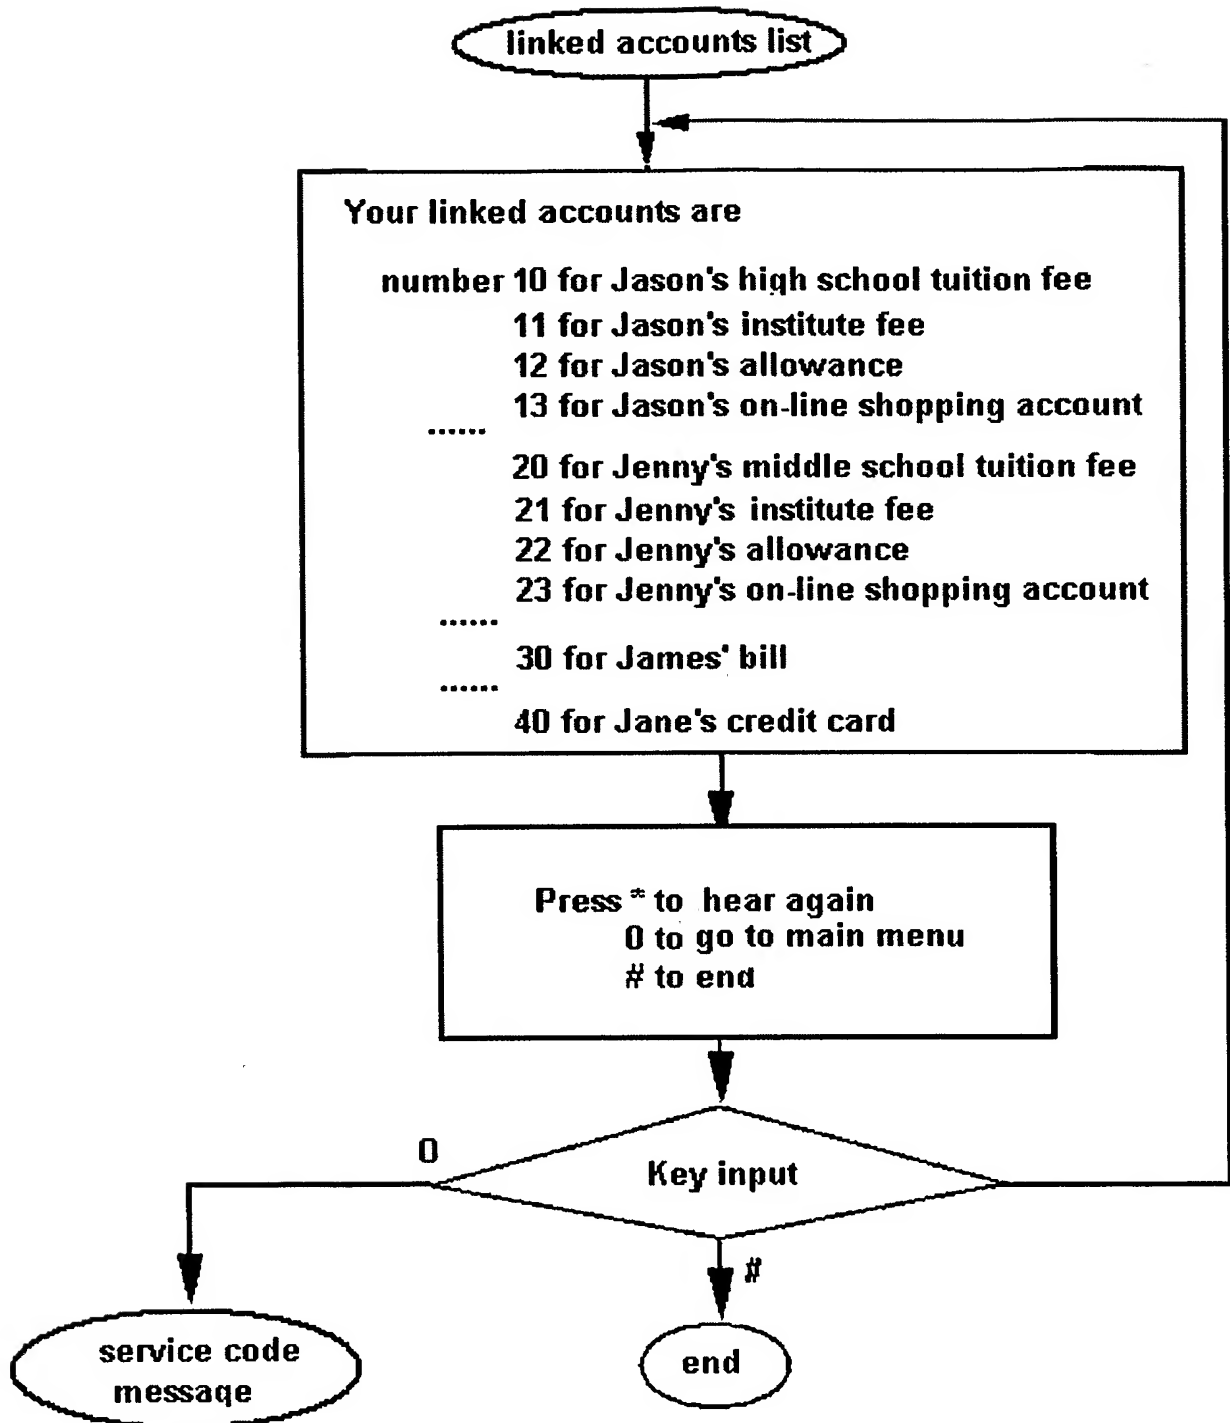 linked accounts list
Your linked accounts are
number 10 for Jason's high school tuition fee
11 for Jason's institute fee
12 for Jason's allowance
13 for Jason's on-line shopping account
......
20 for Jenny's middle school tuition fee
21 for Jenny's institute fee
22 for Jenny's allowance
23 for Jenny's on-line shopping account
......
30 for James' bill
......
40 for Jane's credit card
Press * to hear again
0 to go to main menu
# to end
0
Key input
#
service code
message
end